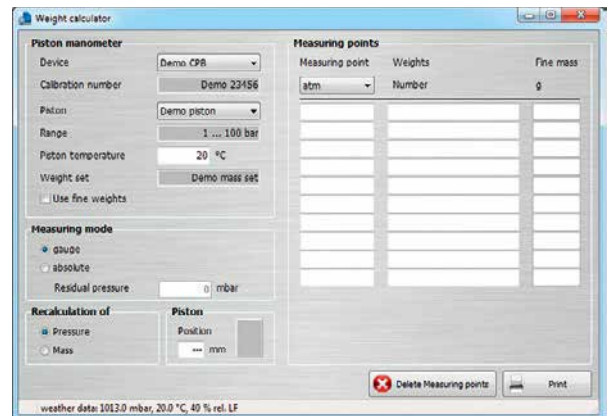 Weight calculator
Piston manometer
Device
Demo CPB
Calibration number
Demo 23456
Piston
Demo piston
Range
1 ... 100 bar
Piston temperature
20 °C
Weight set
Demo mass set
Use fine weights
Measuring mode
gauge
absolute
Residual pressure
0 mbar
Recalculation of
Pressure
Mass
Piston
Position
--- mm
Measuring points
Measuring point Weights Fine mass
atm Number g
Delete Measuring points
Print
weather data: 1013.0 mbar, 20.0 °C, 40 % rel. LF